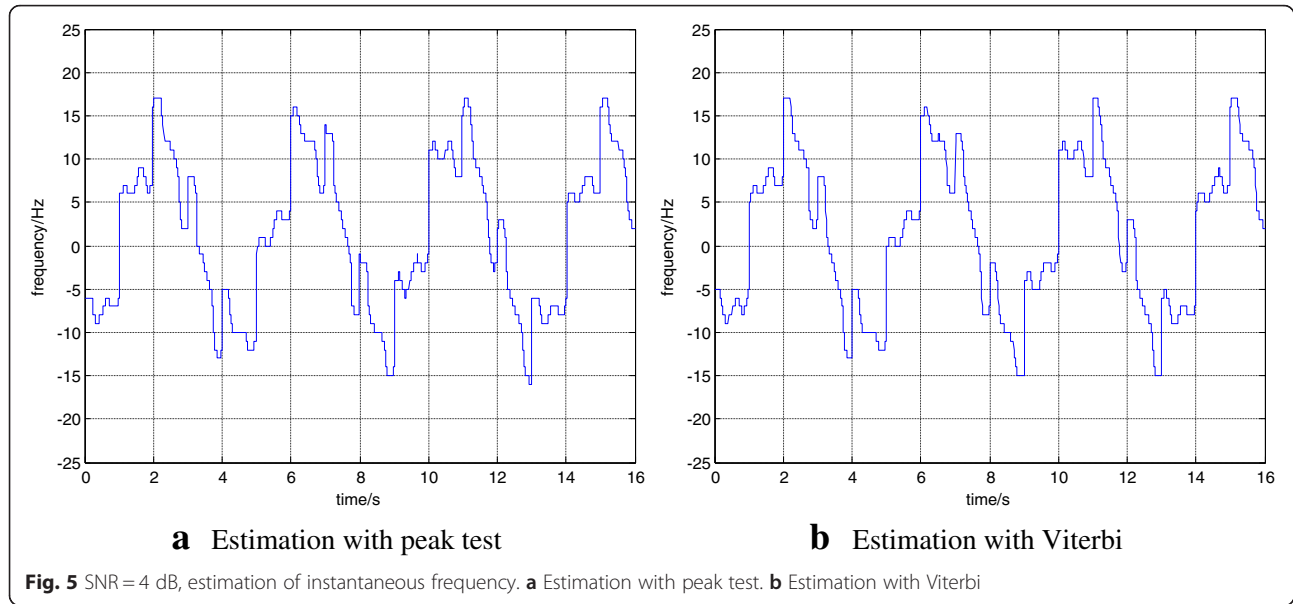 25
20
15
10
5
0
-5
-10
-15
-20
-25
frequency/Hz
0 2 4 6 8 10 12 14 16
time/s
a Estimation with peak test
25
20
15
10
5
0
-5
-10
-15
-20
-25
frequency/Hz
0 2 4 6 8 10 12 14 16
time/s
b Estimation with Viterbi
Fig. 5 SNR = 4 dB, estimation of instantaneous frequency. a Estimation with peak test. b Estimation with Viterbi